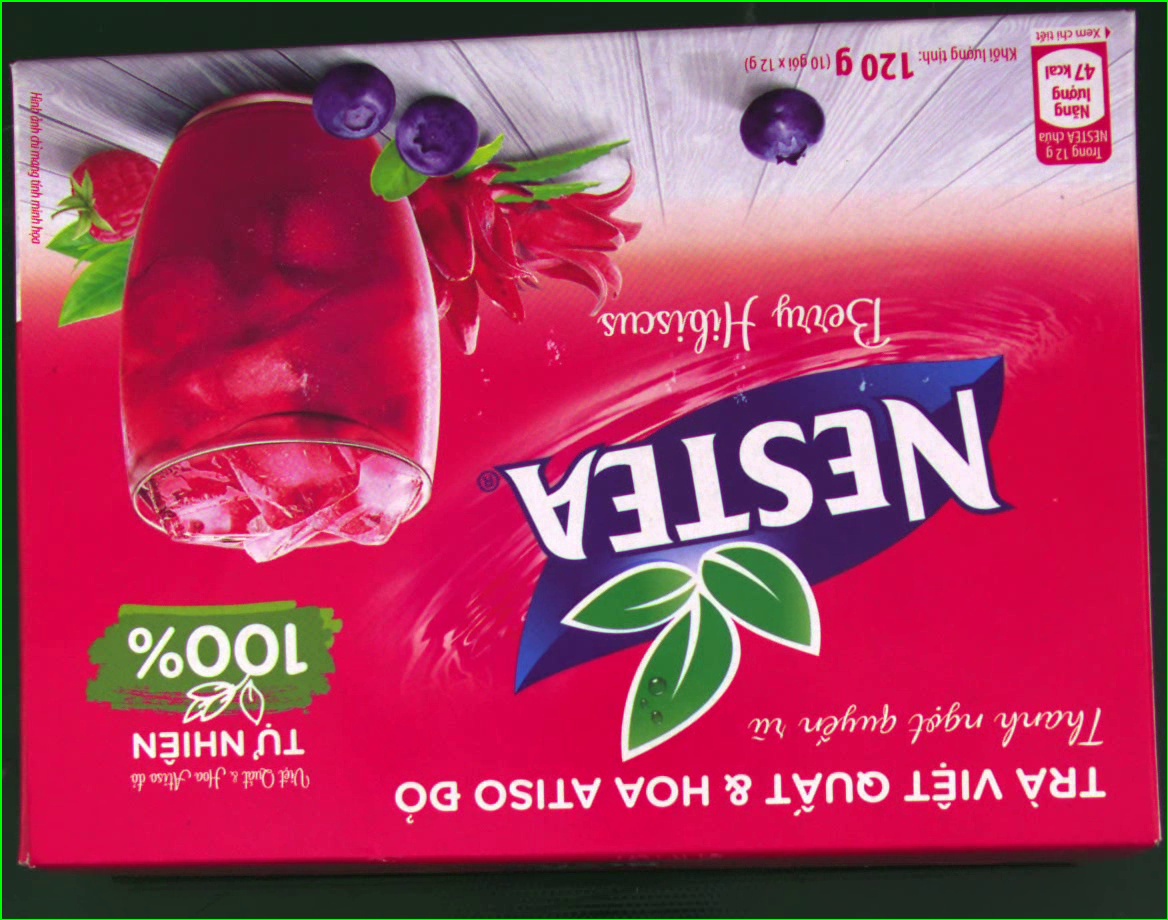 TRÀ VIỆT QUẤT & HOA ATISO ĐỎ
Thanh ngọt quyến rũ
NESTEA®
Berry Hibiscus
Việt Quất & Hoa Atiso đỏ
TỰ NHIÊN
100%
Trong 12 g
NESTEA chứa
Năng
lượng
47 kcal
Xem chi tiết
Khối lượng tịnh: 120 g (10 gói x 12 g)
Hình ảnh chỉ mang tính minh họa